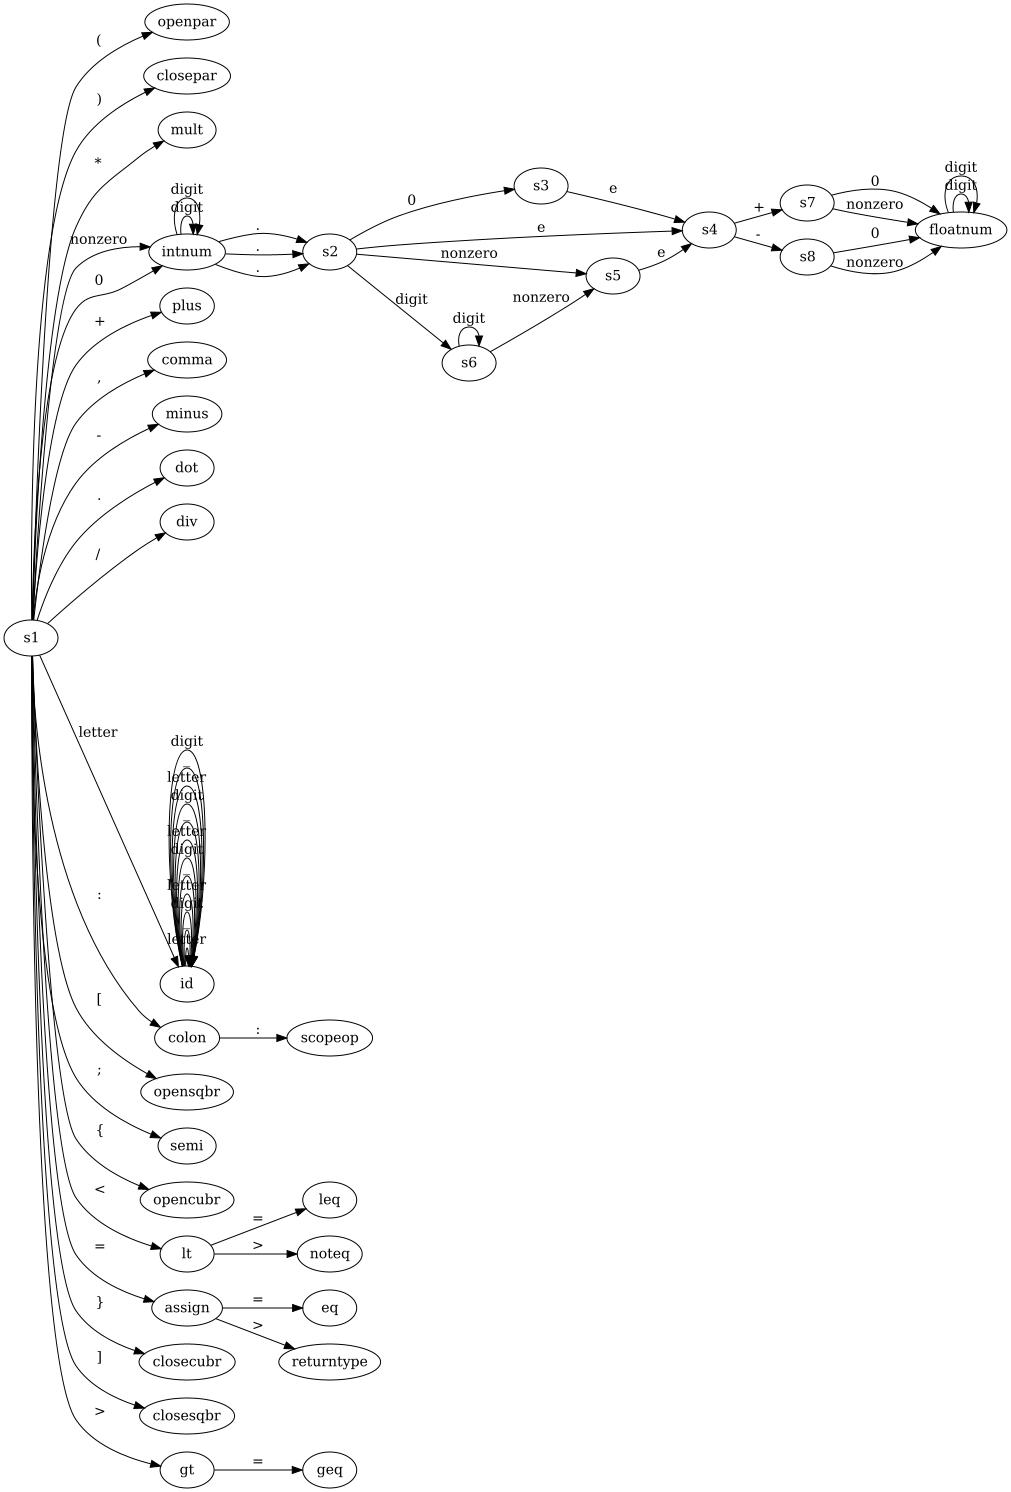 openpar
(
closepar
)
mult
*
digit
digit
nonzero
intnum
0
.
.
.
s2
0
s3
e
e
nonzero
s5
e
digit
nonzero
digit
s6
s4
+
s7
-
s8
0
nonzero
0
nonzero
digit
digit
floatnum
plus
+
comma
,
minus
-
dot
.
div
/
s1
letter
digit
_
letter
digit
_
letter
digit
_
letter
digit
_
letter
id
:
colon
:
scopeop
[
opensqbr
;
semi
{
opencubr
<
lt
=
leq
>
noteq
=
assign
=
eq
>
returntype
}
closecubr
]
closesqbr
>
gt
=
geq